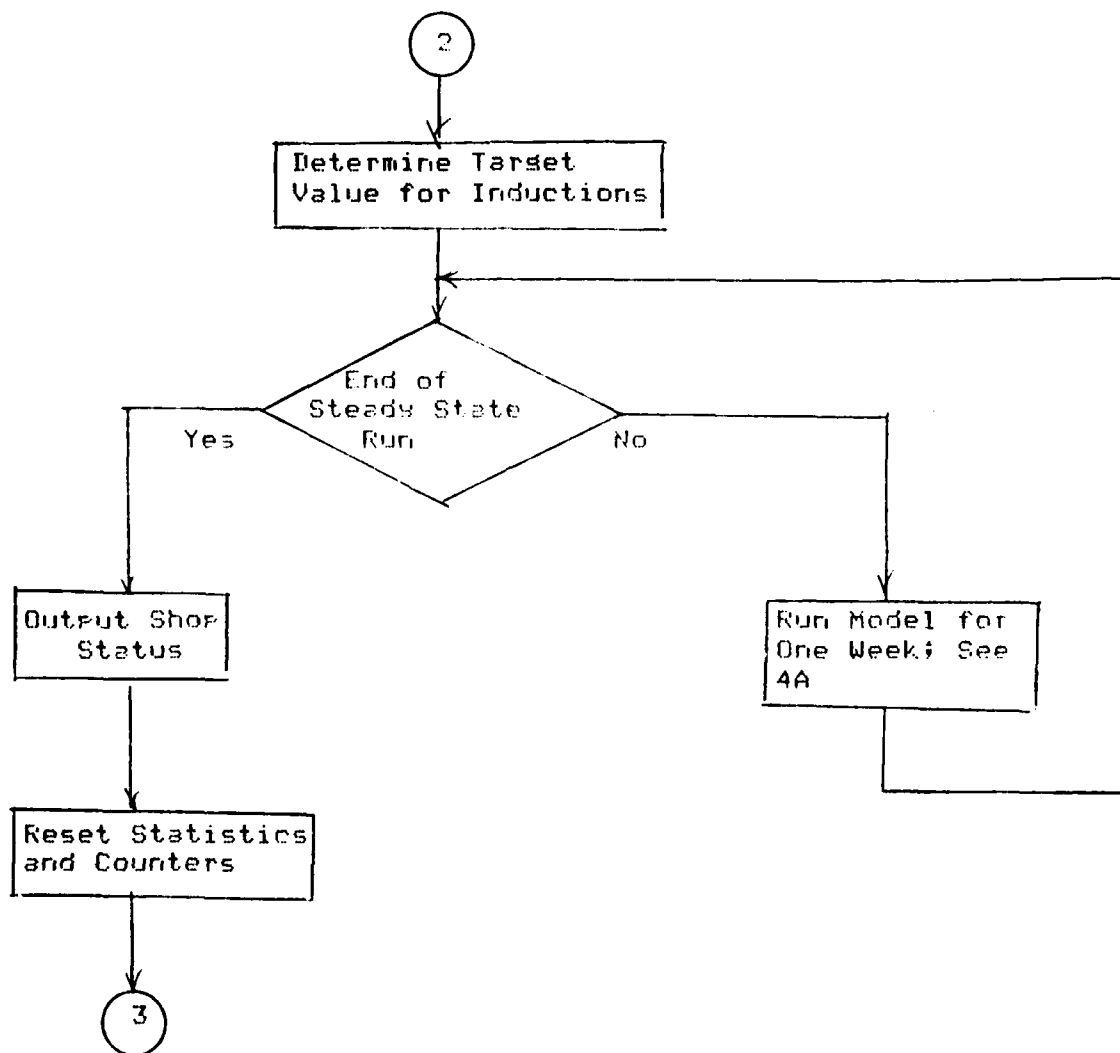 2
Determine Target
Value for Inductions
End of
Steady State
Run
Yes
No
Output Shop
Status
Run Model for
One Week; See
4A
Reset Statistics
and Counters
3